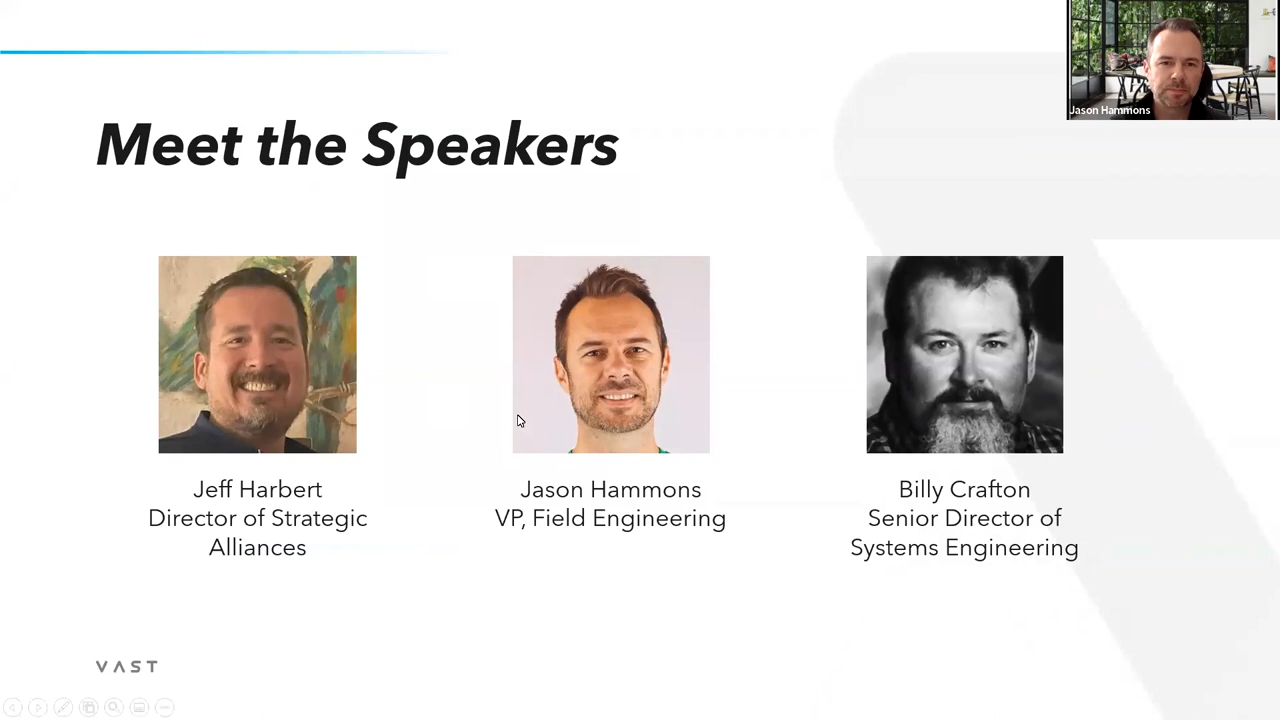 Jason Hammons
Meet the Speakers
Jeff Harbert
Director of Strategic
Alliances
Jason Hammons
VP, Field Engineering
Billy Crafton
Senior Director of
Systems Engineering
VAST